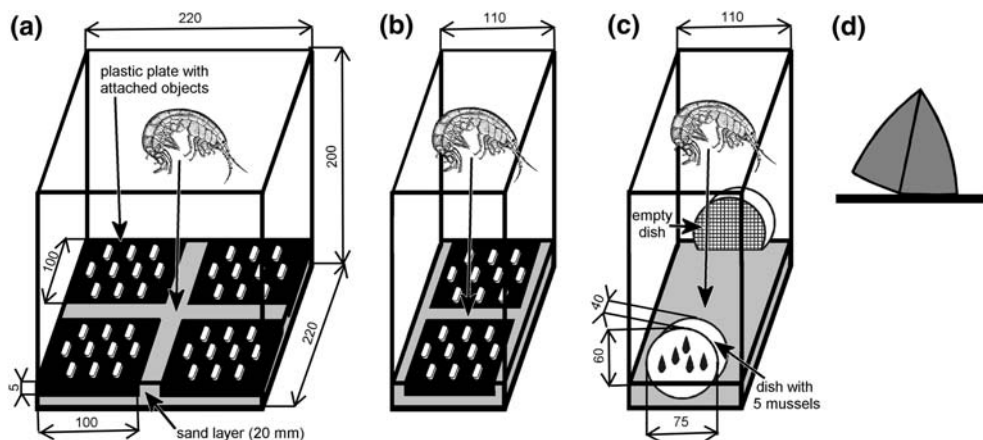 (a)
220
plastic plate with
attached objects
200
100
5
100
220
sand layer (20 mm)
(b)
110
(c)
110
empty
dish
40
60
75
dish with
5 mussels
(d)